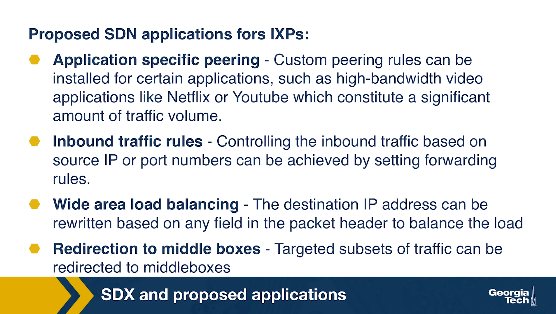 Proposed SDN applications fors IXPs:
Application specific peering - Custom peering rules can be
installed for certain applications, such as high-bandwidth video
applications like Netflix or Youtube which constitute a significant
amount of traffic volume.
Inbound traffic rules - Controlling the inbound traffic based on
source IP or port numbers can be achieved by setting forwarding
rules.
Wide area load balancing - The destination IP address can be
rewritten based on any field in the packet header to balance the load
Redirection to middle boxes - Targeted subsets of traffic can be
redirected to middleboxes
SDX and proposed applications
Georgia
Tech